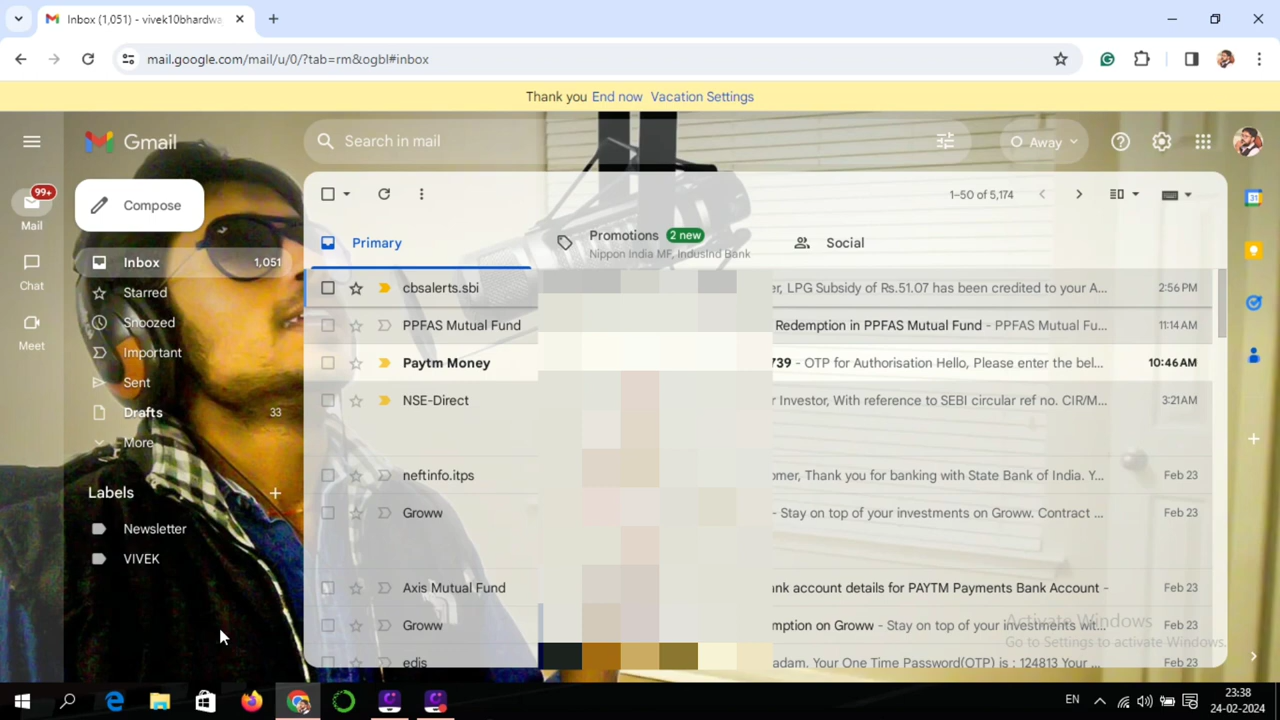 Inbox (1,051) - vivek10bhardwa
mail.google.com/mail/u/0/?tab=rm&ogbl#inbox
Thank you End now Vacation Settings
Gmail
Search in mail
Away
99+
Mail
Compose
1–50 of 5,174
Primary
Promotions 2 new
Nippon India MF, IndusInd Bank
Social
Inbox 1,051
Chat
Starred
Snoozed
Meet
Important
Sent
Drafts 33
More
Labels
Newsletter
VIVEK
cbsalerts.sbi r, LPG Subsidy of Rs.51.07 has been credited to your A... 2:56 PM
PPFAS Mutual Fund Redemption in PPFAS Mutual Fund - PPFAS Mutual Fu... 11:14 AM
Paytm Money 739 - OTP for Authorisation Hello, Please enter the bel... 10:46 AM
NSE-Direct r Investor, With reference to SEBI circular ref no. CIR/M... 3:21 AM
neftinfo.itps omer, Thank you for banking with State Bank of India. Y... Feb 23
Groww - Stay on top of your investments on Groww. Contract ... Feb 23
Axis Mutual Fund nk account details for PAYTM Payments Bank Account - Feb 23
Groww mption on Groww - Stay on top of your investments wit... Feb 23
edis adam. Your One Time Password(OTP) is : 124813 Your ... Feb 23
Activate Windows
Go to Settings to activate Windows.
EN
23:38
24-02-2024